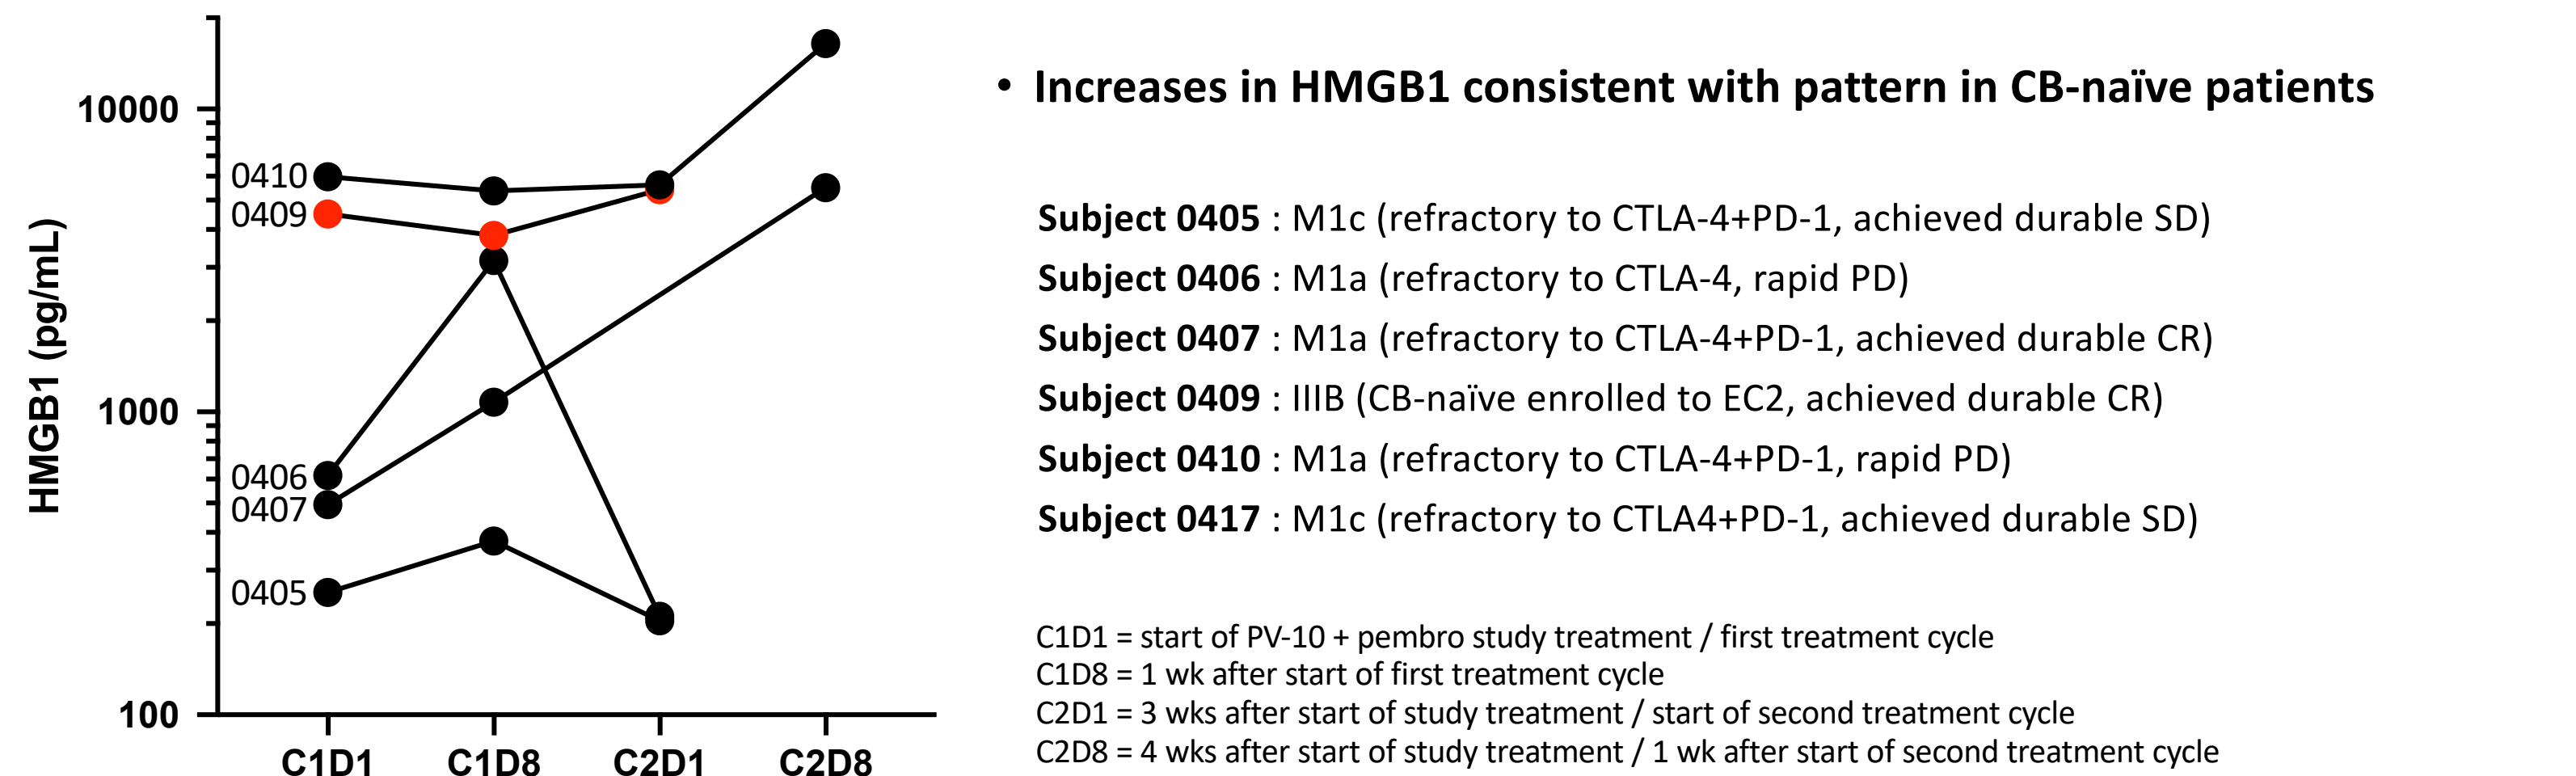 10000
1000
100
HMGB1 (pg/mL)
0410
0409
0406
0407
0405
C1D1 C1D8 C2D1 C2D8
• Increases in HMGB1 consistent with pattern in CB-naïve patients
Subject 0405 : M1c (refractory to CTLA-4+PD-1, achieved durable SD)
Subject 0406 : M1a (refractory to CTLA-4, rapid PD)
Subject 0407 : M1a (refractory to CTLA-4+PD-1, achieved durable CR)
Subject 0409 : IIIB (CB-naïve enrolled to EC2, achieved durable CR)
Subject 0410 : M1a (refractory to CTLA-4+PD-1, rapid PD)
Subject 0417 : M1c (refractory to CTLA4+PD-1, achieved durable SD)
C1D1 = start of PV-10 + pembro study treatment / first treatment cycle
C1D8 = 1 wk after start of first treatment cycle
C2D1 = 3 wks after start of study treatment / start of second treatment cycle
C2D8 = 4 wks after start of study treatment / 1 wk after start of second treatment cycle